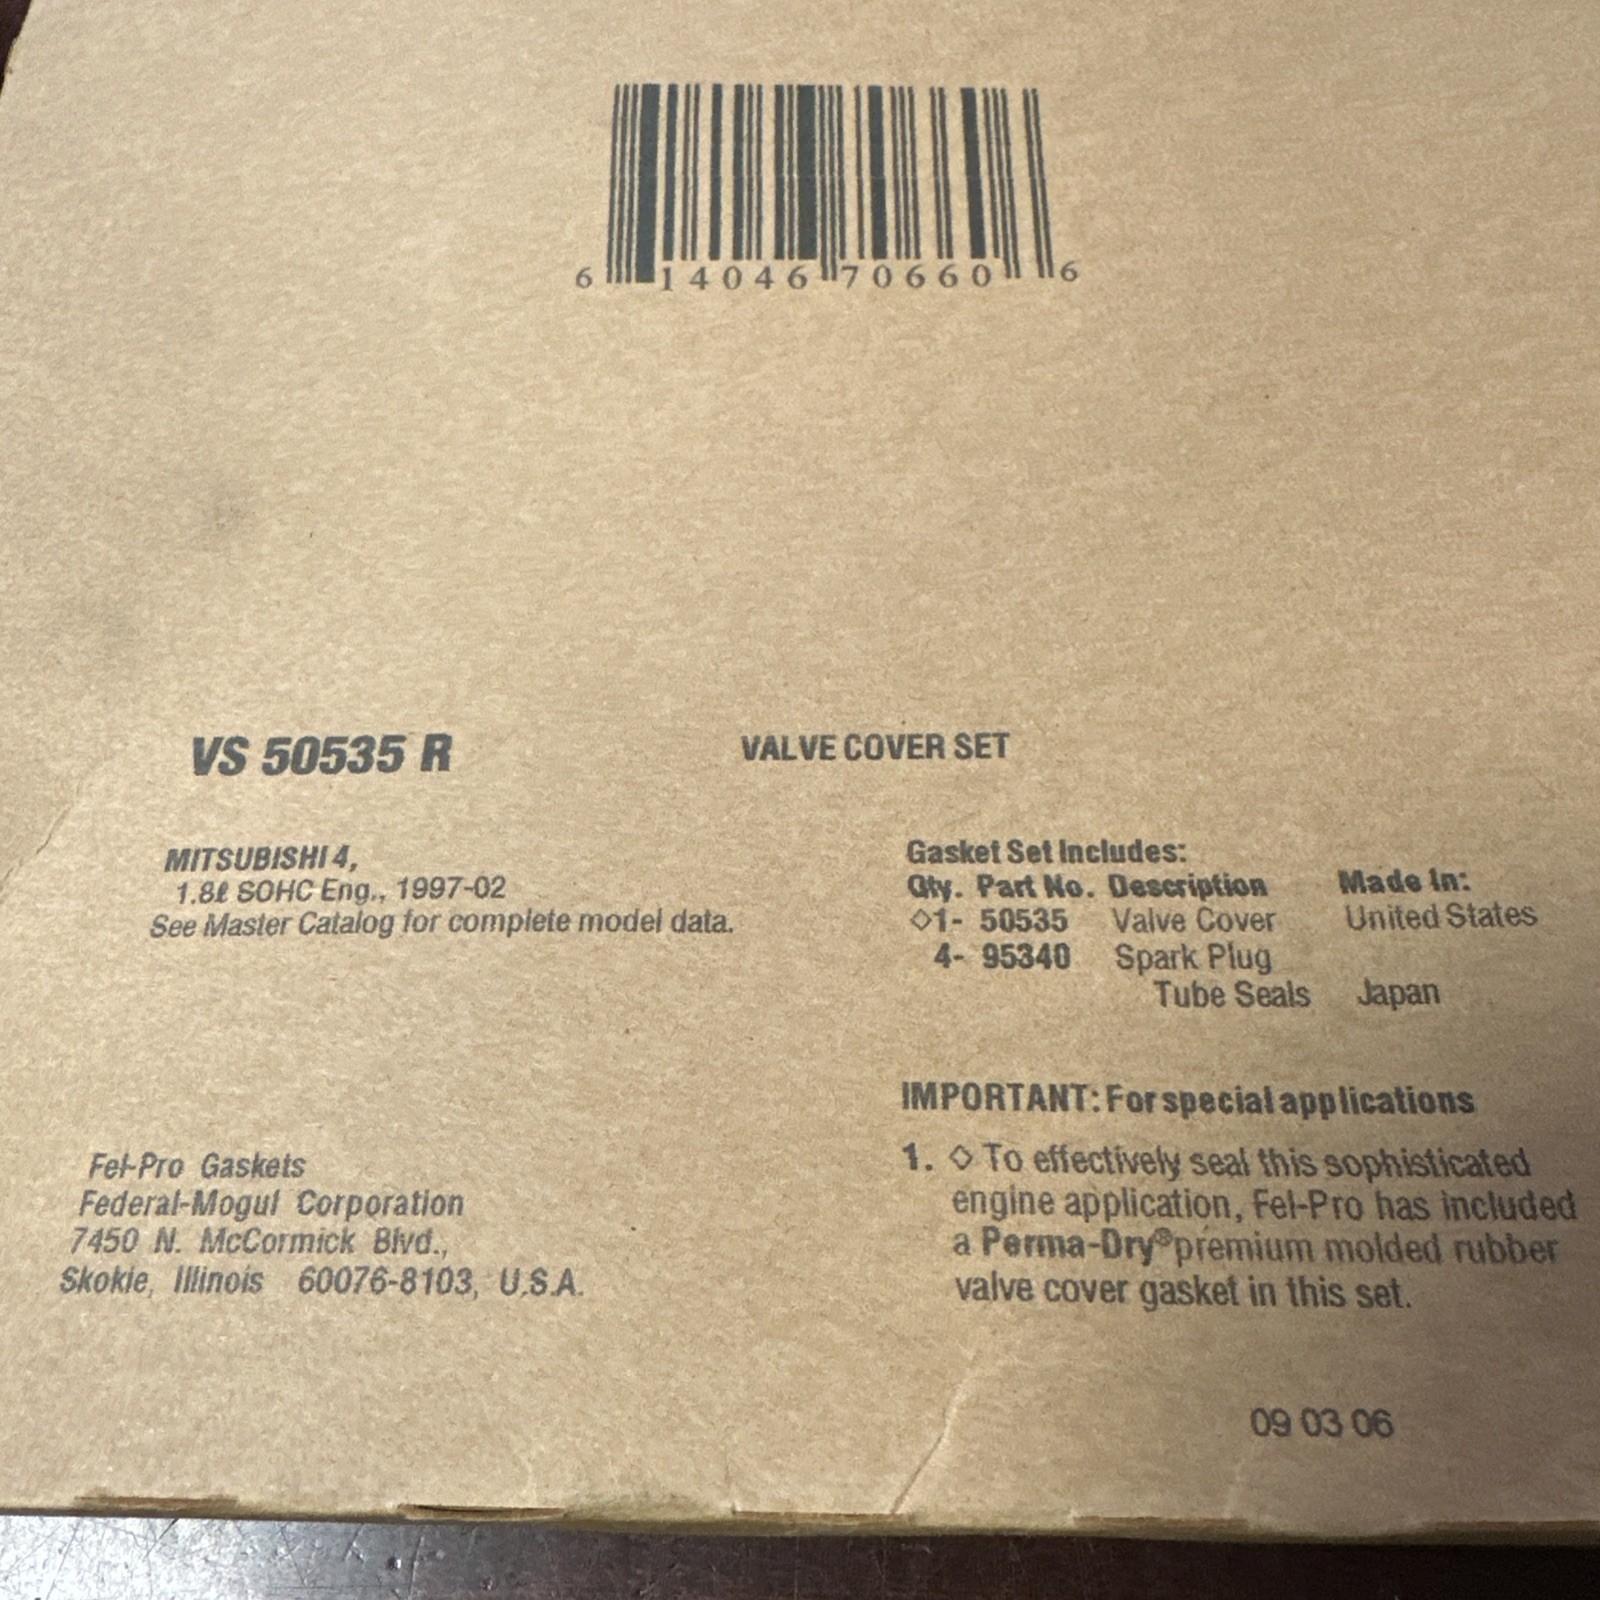 6 14046 70660 6
VS 50535 R
VALVE COVER SET
MITSUBISHI 4,
1.8ℓ SOHC Eng., 1997-02
See Master Catalog for complete model data.
Gasket Set Includes:
Qty. Part No. Description Made In:
◇1- 50535 Valve Cover United States
4- 95340 Spark Plug
Tube Seals Japan
IMPORTANT: For special applications
1. ◇ To effectively seal this sophisticated
engine application, Fel-Pro has included
a Perma-Dry® premium molded rubber
valve cover gasket in this set.
Fel-Pro Gaskets
Federal-Mogul Corporation
7450 N. McCormick Blvd.,
Skokie, Illinois 60076-8103, U.S.A.
09 03 06